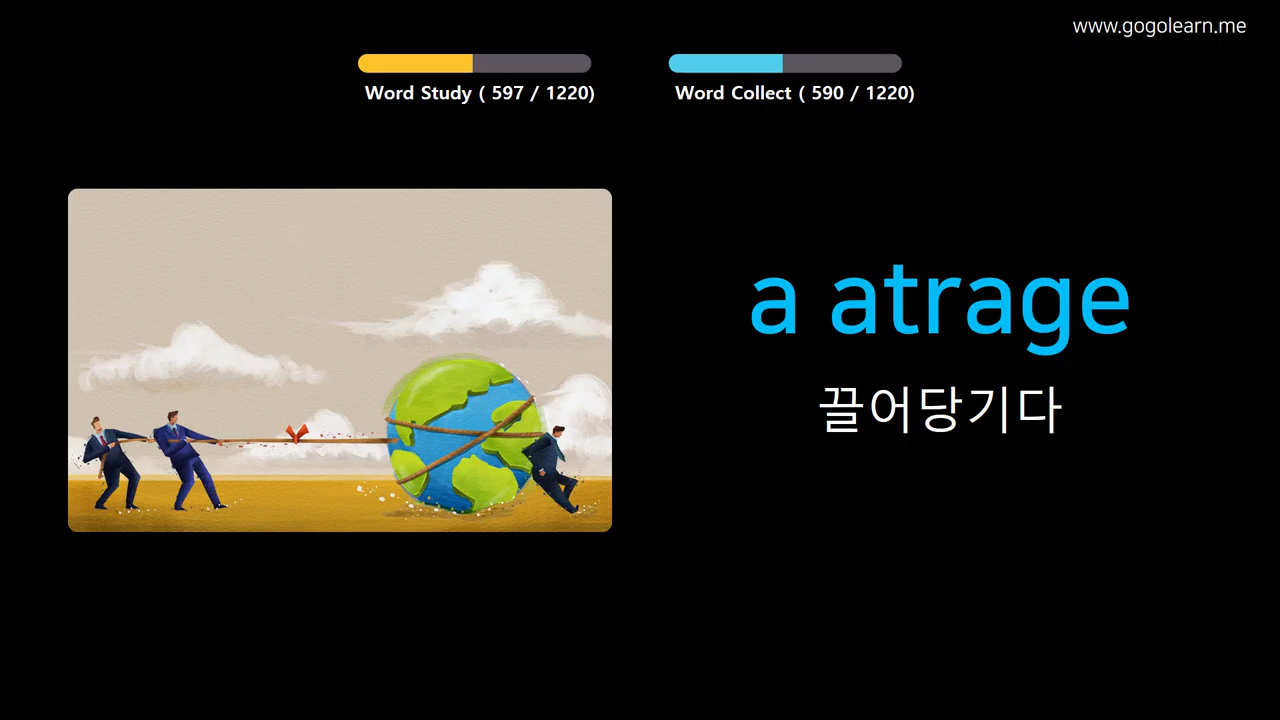 www.gogolearn.me
Word Study ( 597 / 1220)
Word Collect ( 590 / 1220)
a atrage
끌어당기다